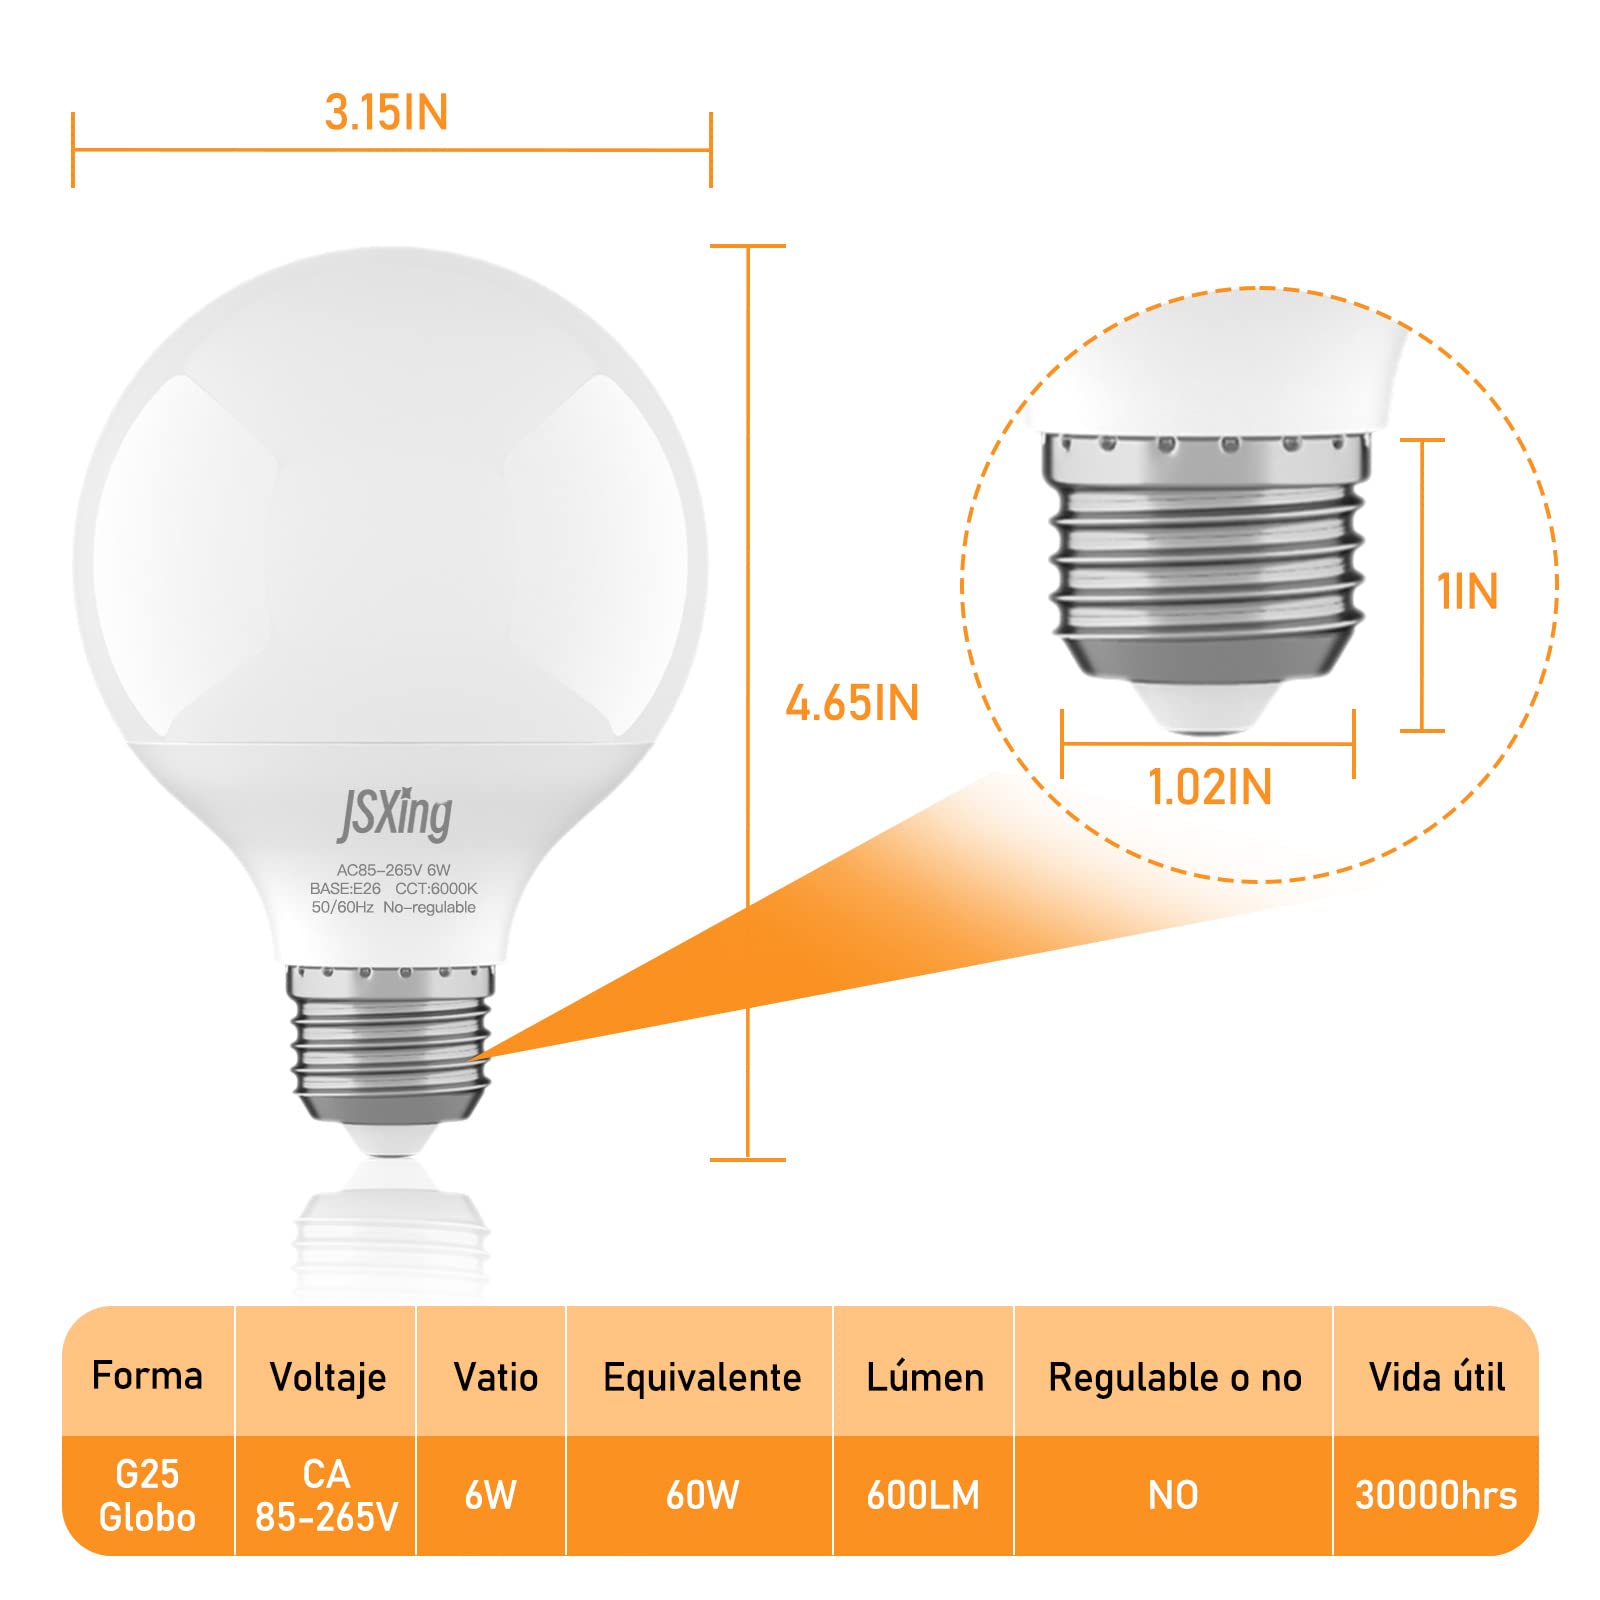 3.15IN
4.65IN
1IN
1.02IN
JSXing
AC85-265V 6W
BASE:E26 CCT:6000K
50/60Hz No-regulable
Forma Voltaje Vatio Equivalente Lúmen Regulable o no Vida útil
G25 Globo CA 85-265V 6W 60W 600LM NO 30000hrs